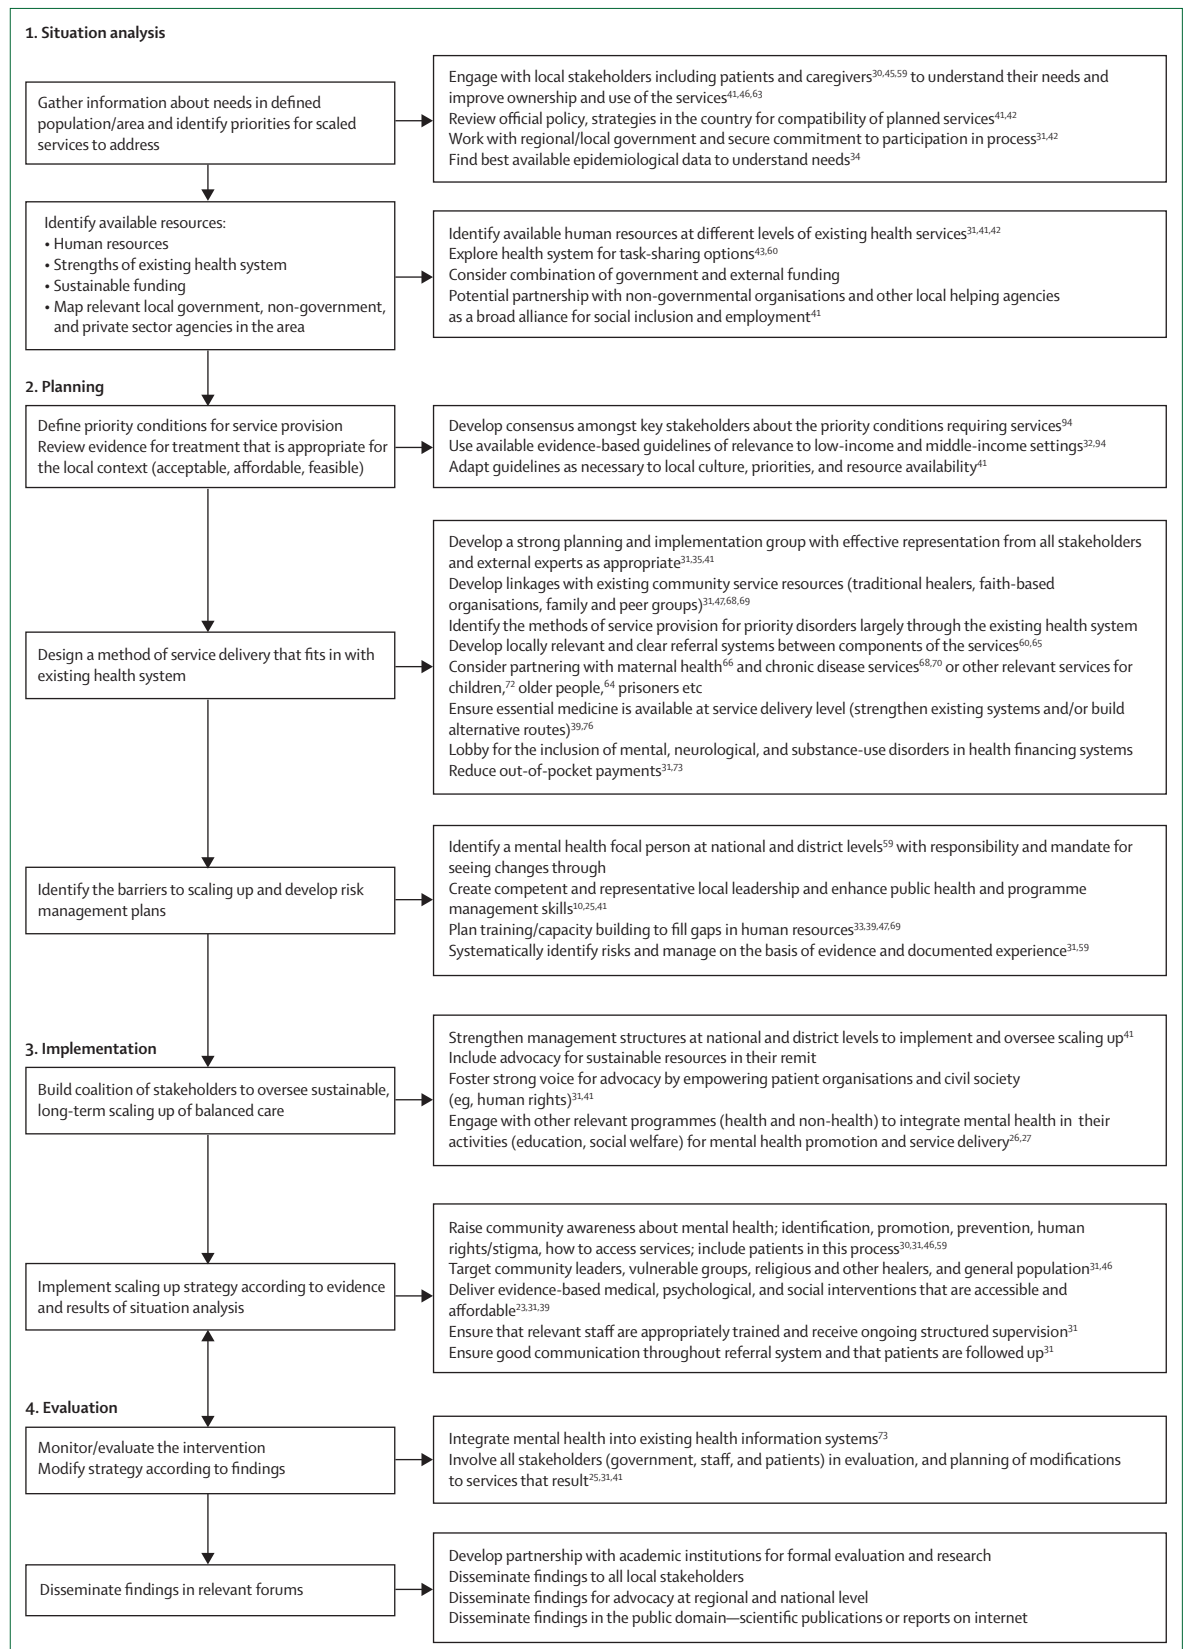 1. Situation analysis
Gather information about needs in defined
population/area and identify priorities for scaled
services to address
Engage with local stakeholders including patients and caregivers30,45,59 to understand their needs and
improve ownership and use of the services41,46,63
Review official policy, strategies in the country for compatibility of planned services41,42
Work with regional/local government and secure commitment to participation in process31,42
Find best available epidemiological data to understand needs34
Identify available resources:
• Human resources
• Strengths of existing health system
• Sustainable funding
• Map relevant local government, non-government,
and private sector agencies in the area
Identify available human resources at different levels of existing health services31,41,42
Explore health system for task-sharing options43,60
Consider combination of government and external funding
Potential partnership with non-governmental organisations and other local helping agencies
as a broad alliance for social inclusion and employment41
2. Planning
Define priority conditions for service provision
Review evidence for treatment that is appropriate for
the local context (acceptable, affordable, feasible)
Develop consensus amongst key stakeholders about the priority conditions requiring services94
Use available evidence-based guidelines of relevance to low-income and middle-income settings32,94
Adapt guidelines as necessary to local culture, priorities, and resource availability41
Design a method of service delivery that fits in with
existing health system
Develop a strong planning and implementation group with effective representation from all stakeholders
and external experts as appropriate31,35,41
Develop linkages with existing community service resources (traditional healers, faith-based
organisations, family and peer groups)31,47,68,69
Identify the methods of service provision for priority disorders largely through the existing health system
Develop locally relevant and clear referral systems between components of the services60,65
Consider partnering with maternal health66 and chronic disease services68,70 or other relevant services for
children,72 older people,64 prisoners etc
Ensure essential medicine is available at service delivery level (strengthen existing systems and/or build
alternative routes)39,76
Lobby for the inclusion of mental, neurological, and substance-use disorders in health financing systems
Reduce out-of-pocket payments31,73
Identify the barriers to scaling up and develop risk
management plans
Identify a mental health focal person at national and district levels59 with responsibility and mandate for
seeing changes through
Create competent and representative local leadership and enhance public health and programme
management skills10,25,41
Plan training/capacity building to fill gaps in human resources33,39,47,69
Systematically identify risks and manage on the basis of evidence and documented experience31,59
3. Implementation
Build coalition of stakeholders to oversee sustainable,
long-term scaling up of balanced care
Strengthen management structures at national and district levels to implement and oversee scaling up41
Include advocacy for sustainable resources in their remit
Foster strong voice for advocacy by empowering patient organisations and civil society
(eg, human rights)31,41
Engage with other relevant programmes (health and non-health) to integrate mental health in their
activities (education, social welfare) for mental health promotion and service delivery26,27
Implement scaling up strategy according to evidence
and results of situation analysis
Raise community awareness about mental health; identification, promotion, prevention, human
rights/stigma, how to access services; include patients in this process30,31,46,59
Target community leaders, vulnerable groups, religious and other healers, and general population31,46
Deliver evidence-based medical, psychological, and social interventions that are accessible and
affordable23,31,39
Ensure that relevant staff are appropriately trained and receive ongoing structured supervision31
Ensure good communication throughout referral system and that patients are followed up31
4. Evaluation
Monitor/evaluate the intervention
Modify strategy according to findings
Integrate mental health into existing health information systems73
Involve all stakeholders (government, staff, and patients) in evaluation, and planning of modifications
to services that result25,31,41
Disseminate findings in relevant forums
Develop partnership with academic institutions for formal evaluation and research
Disseminate findings to all local stakeholders
Disseminate findings for advocacy at regional and national level
Disseminate findings in the public domain—scientific publications or reports on internet